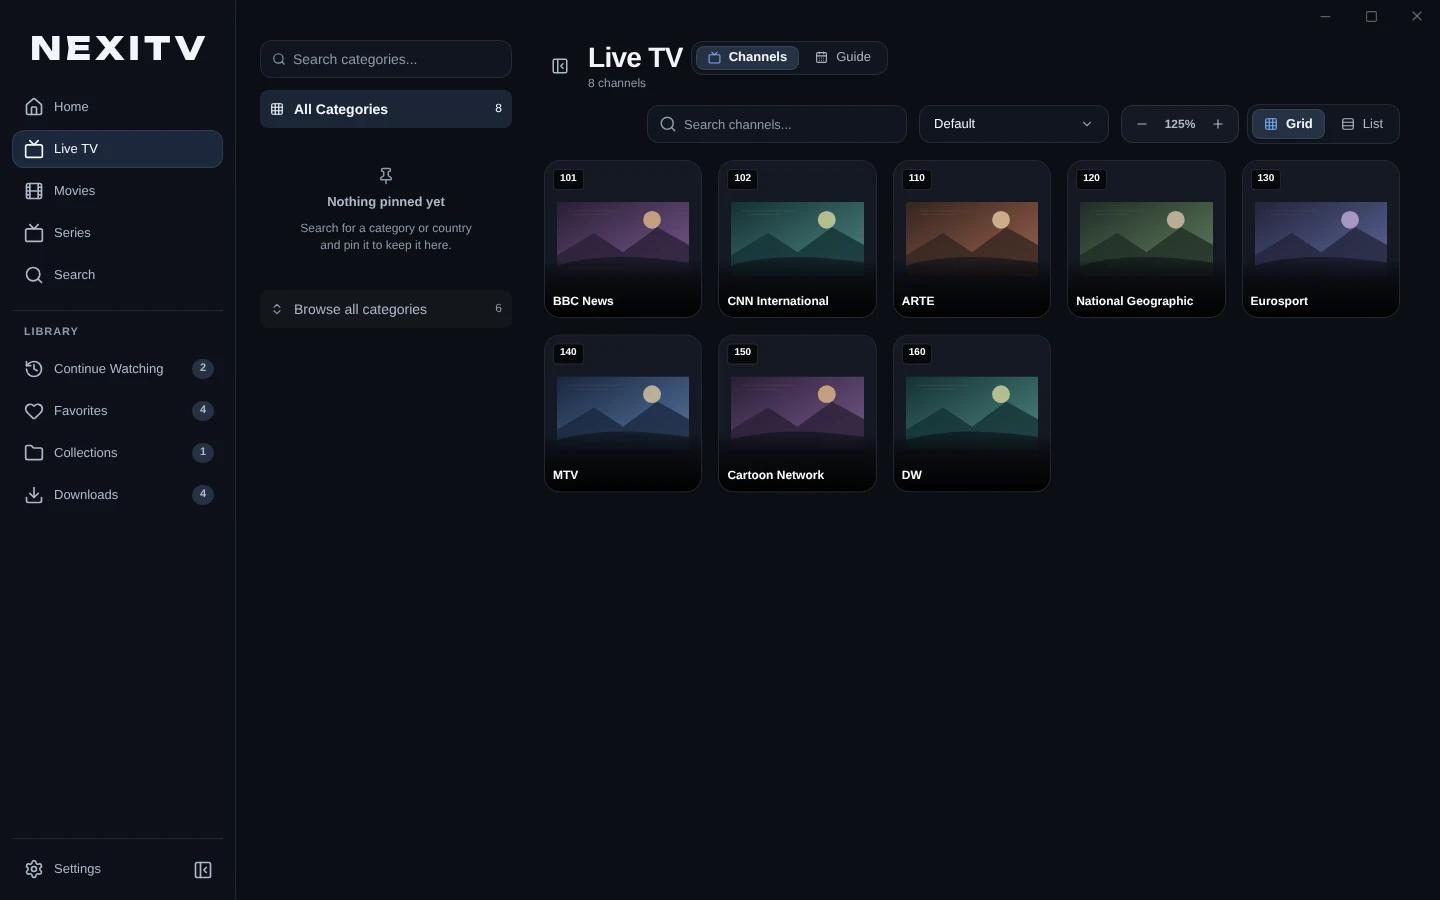 NEXITV
Home
Live TV
Movies
Series
Search
LIBRARY
Continue Watching 2
Favorites 4
Collections 1
Downloads 4
Settings
Search categories...
All Categories 8
Nothing pinned yet
Search for a category or country
and pin it to keep it here.
Browse all categories 6
Live TV Channels Guide
8 channels
Search channels... Default 125% Grid List
101 102 110 120 130
BBC News CNN International ARTE National Geographic Eurosport
140 150 160
MTV Cartoon Network DW